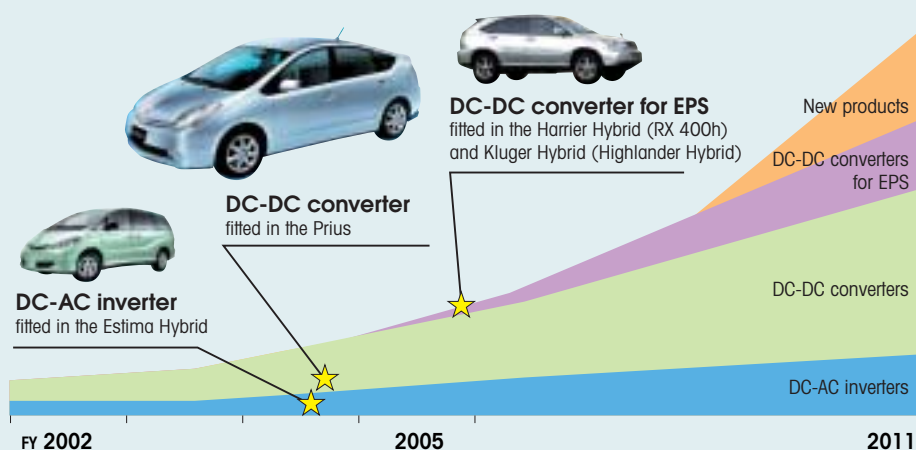 DC-DC converter for EPS
fitted in the Harrier Hybrid (RX 400h)
and Kluger Hybrid (Highlander Hybrid)
New products
DC-DC converters
for EPS
DC-DC converter
fitted in the Prius
DC-AC inverter
fitted in the Estima Hybrid
DC-DC converters
DC-AC inverters
FY 2002
2005
2011